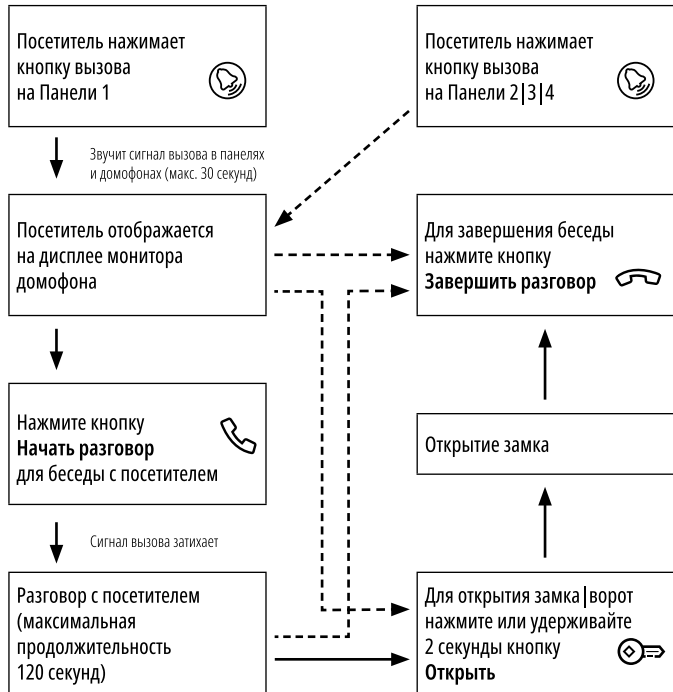 Посетитель нажимает
кнопку вызова
на Панели 1
Посетитель нажимает
кнопку вызова
на Панели 2|3|4
Звучит сигнал вызова в панелях
и домофонах (макс. 30 секунд)
Посетитель отображается
на дисплее монитора
домофона
Для завершения беседы
нажмите кнопку
Завершить разговор
Нажмите кнопку
Начать разговор
для беседы с посетителем
Открытие замка
Сигнал вызова затихает
Разговор с посетителем
(максимальная
продолжительность
120 секунд)
Для открытия замка|ворот
нажмите или удерживайте
2 секунды кнопку
Открыть